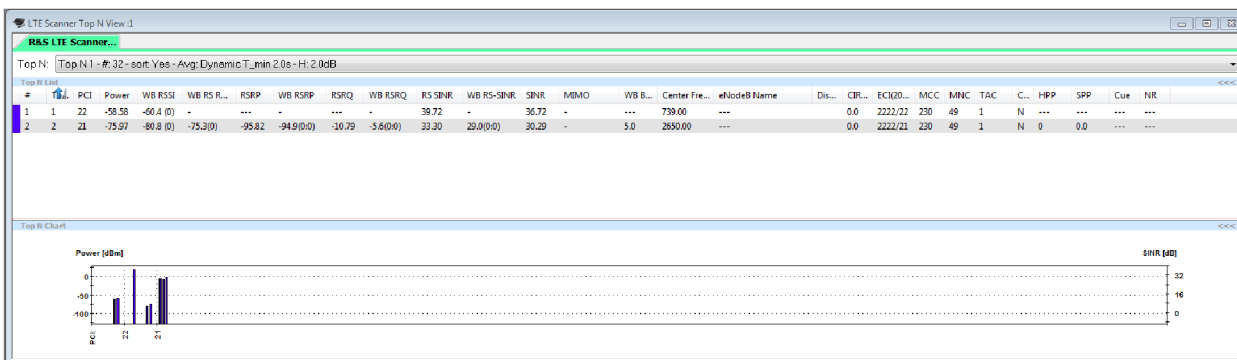 LTE Scanner Top N View :1
R&S LTE Scanner...
Top N: Top N 1 - #: 32 - sort: Yes - Avg: Dynamic T_min 2.0s - H: 2.0dB
Top N List <<<
# PCI Power WB RSSI WB RS R... RSRP WB RSRP RSRQ WB RSRQ RS SINR WB RS-SINR SINR MIMO WB B... Center Fre... eNodeB Name Dis... CIR... ECI(20... MCC MNC TAC C... HPP SPP Cue NR
1 1 22 -58.58 -60.4 (0) - --- - --- - 39.72 - 36.72 - --- 739.00 --- 0.0 2222/22 230 49 1 N --- --- --- ---
2 2 21 -75.97 -80.8 (0) -75.3(0) -95.82 -94.9(0:0) -10.79 -5.6(0:0) 33.30 29.0(0:0) 30.29 - 5.0 2650.00 --- 0.0 2222/21 230 49 1 N 0 0.0 --- ---
Top N Chart <<<
Power [dBm] SINR [dB]
0 32
-50 16
-100 0
PCI: 22 21